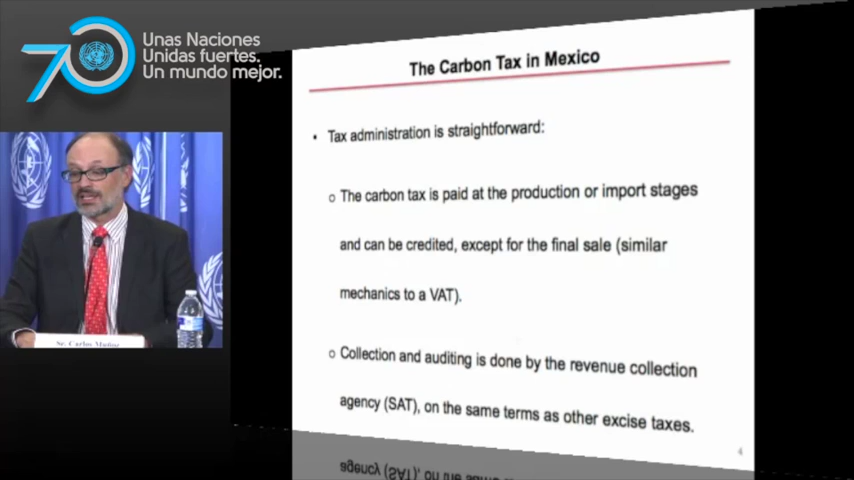 70
Unas Naciones
Unidas fuertes.
Un mundo mejor.
The Carbon Tax in Mexico
• Tax administration is straightforward:
o The carbon tax is paid at the production or import stages
and can be credited, except for the final sale (similar
mechanics to a VAT).
o Collection and auditing is done by the revenue collection
agency (SAT), on the same terms as other excise taxes.
4
Sr. Carlos Muñoz